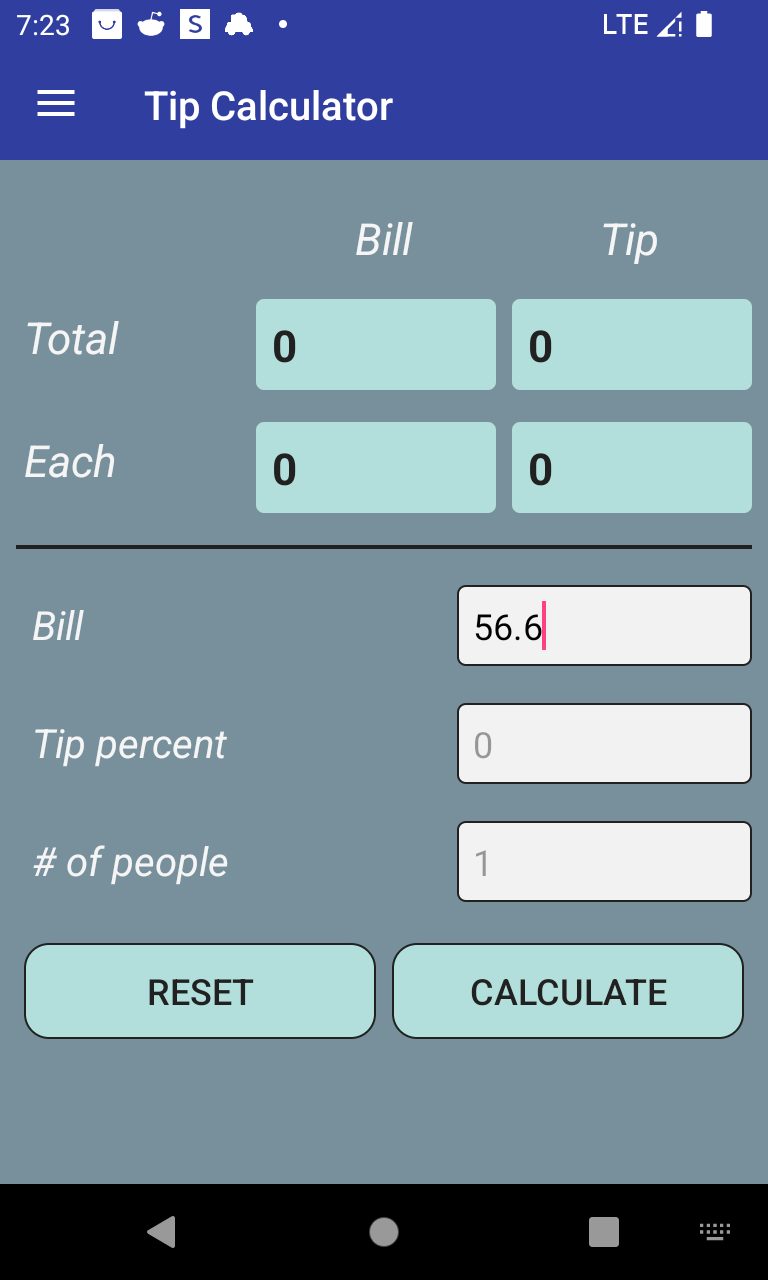 7:23 S LTE
Tip Calculator
Bill Tip
Total 0 0
Each 0 0
Bill 56.6
Tip percent 0
# of people 1
RESET CALCULATE